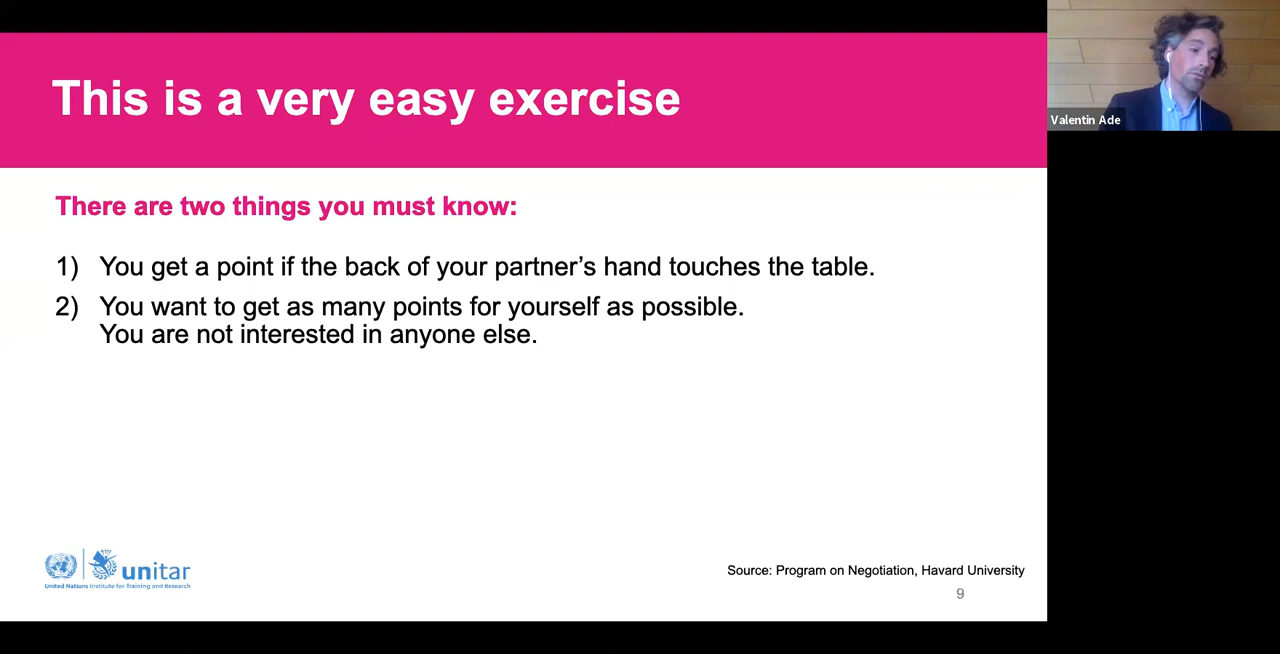 This is a very easy exercise
Valentin Ade
There are two things you must know:
1) You get a point if the back of your partner's hand touches the table.
2) You want to get as many points for yourself as possible.
You are not interested in anyone else.
unitar
United Nations Institute for Training and Research
Source: Program on Negotiation, Havard University
9